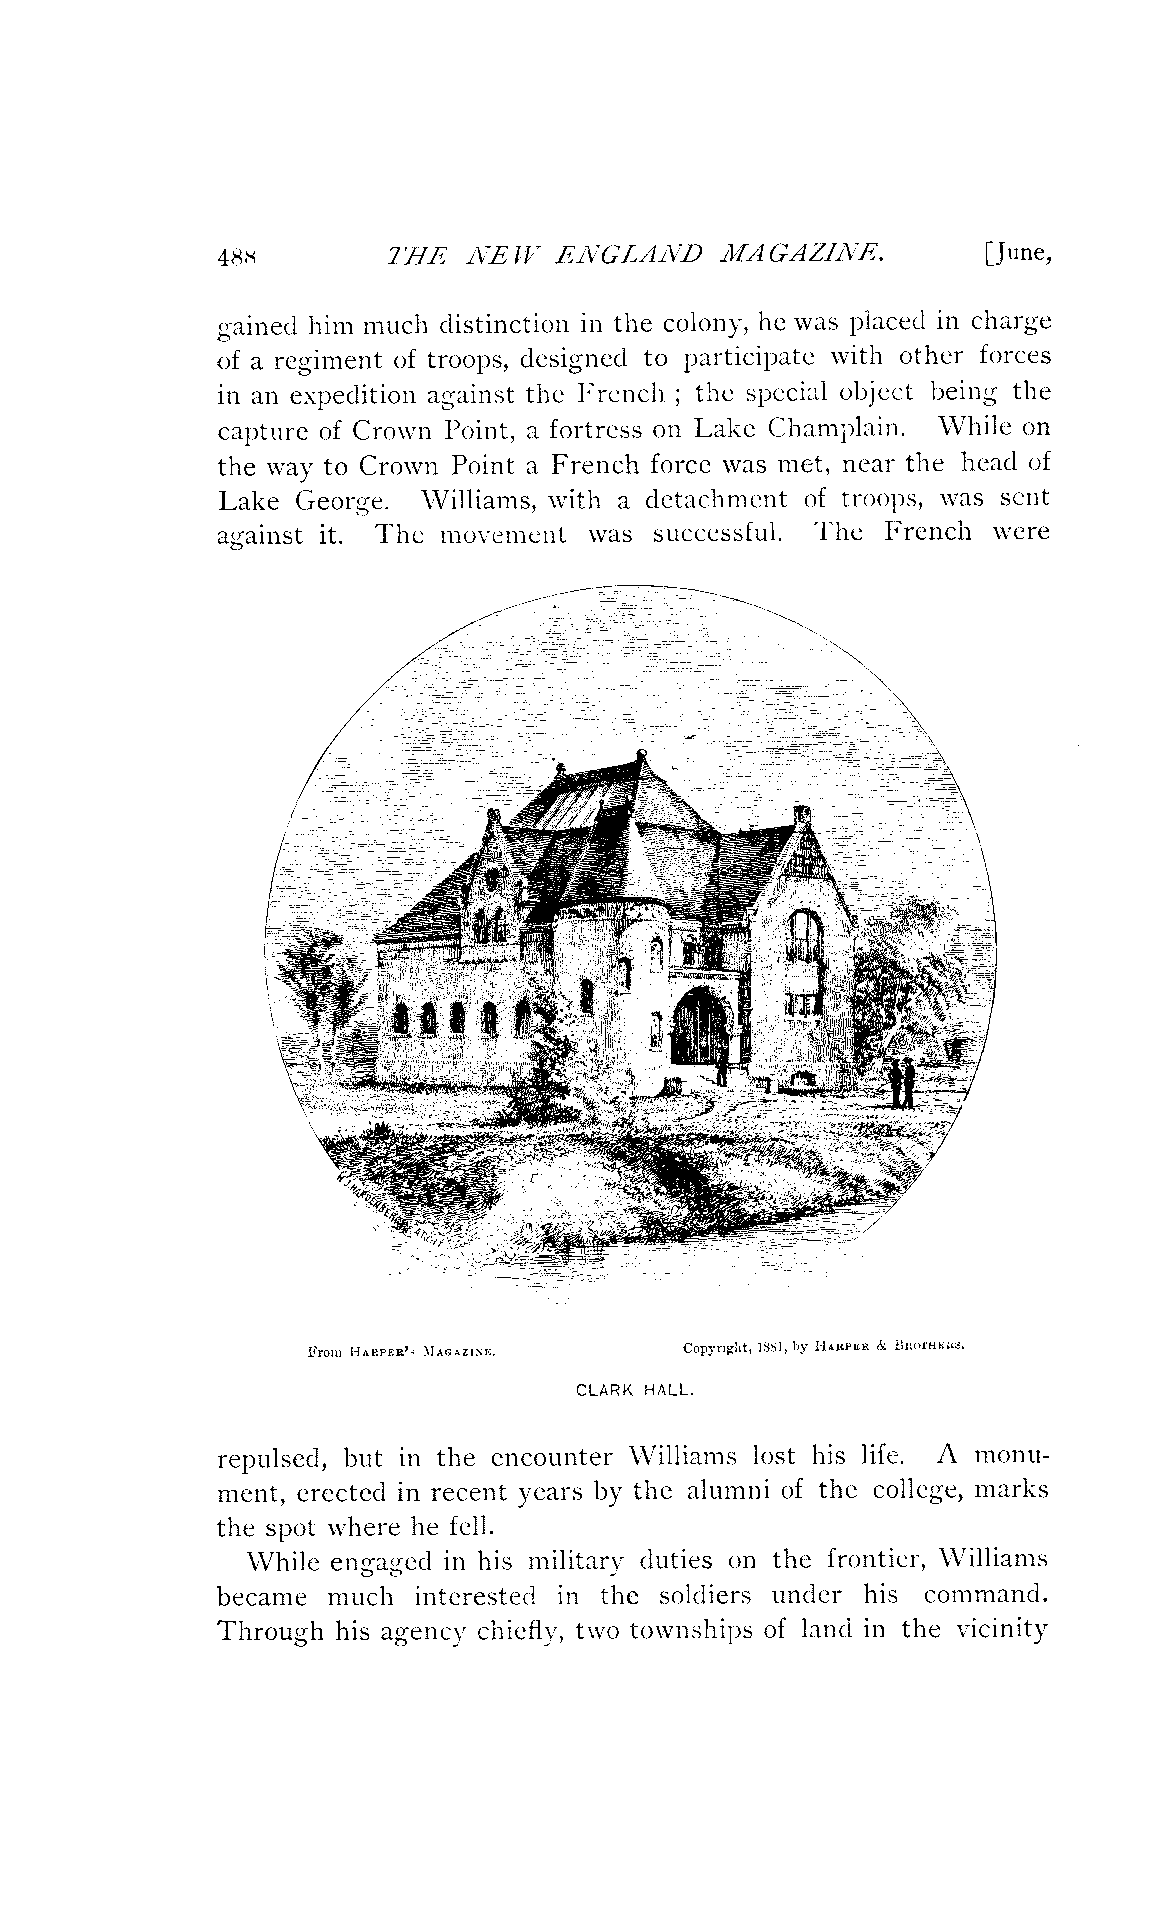 488 THE NEW ENGLAND MAGAZINE. [June,
gained him much distinction in the colony, he was placed in charge
of a regiment of troops, designed to participate with other forces
in an expedition against the French ; the special object being the
capture of Crown Point, a fortress on Lake Champlain. While on
the way to Crown Point a French force was met, near the head of
Lake George. Williams, with a detachment of troops, was sent
against it. The movement was successful. The French were
From HARPER'S MAGAZINE. Copyright, 1881, by HARPER & BROTHERS.
CLARK HALL.
repulsed, but in the encounter Williams lost his life. A monu-
ment, erected in recent years by the alumni of the college, marks
the spot where he fell.
While engaged in his military duties on the frontier, Williams
became much interested in the soldiers under his command.
Through his agency chiefly, two townships of land in the vicinity